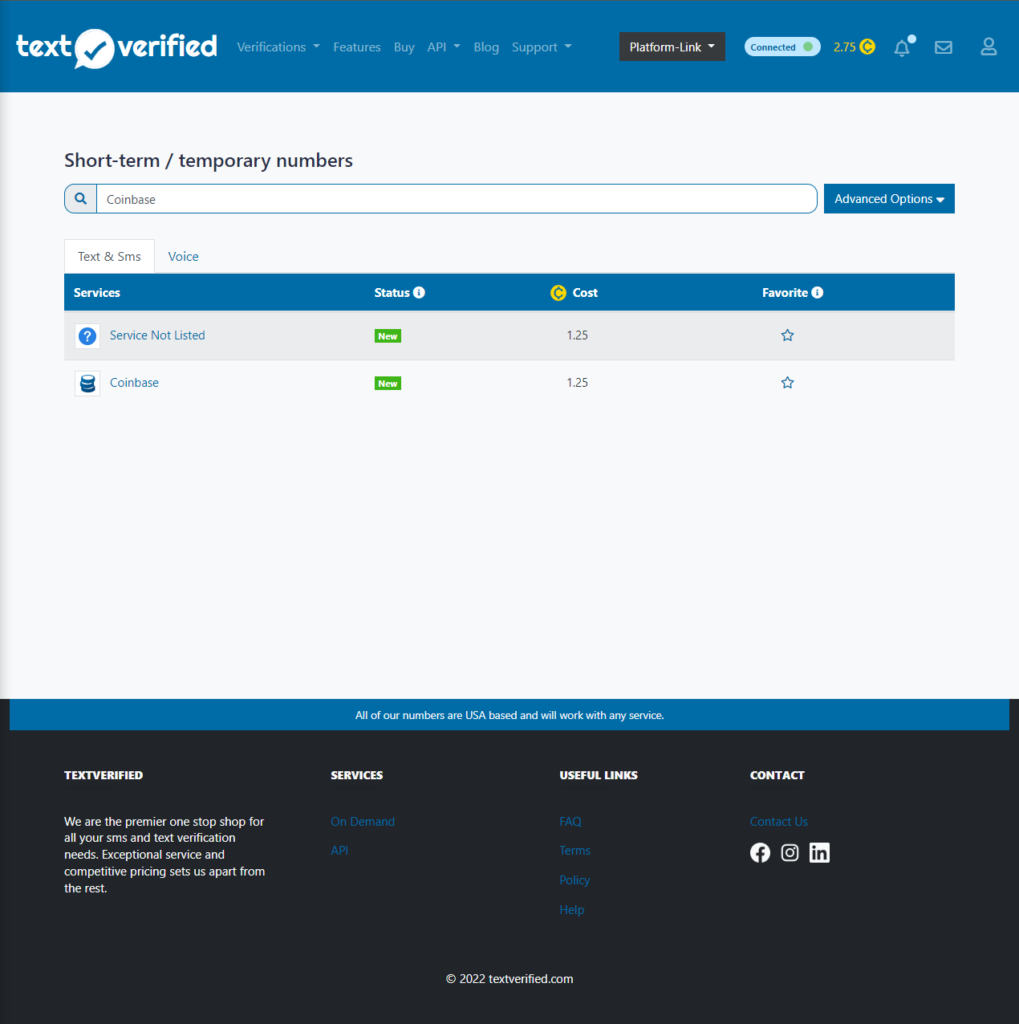 text verified
Verifications Features Buy API Blog Support Platform-Link Connected 2.75
Short-term / temporary numbers
Coinbase Advanced Options
Text & Sms Voice
Services Status Cost Favorite
Service Not Listed New 1.25
Coinbase New 1.25
All of our numbers are USA based and will work with any service.
TEXTVERIFIED SERVICES USEFUL LINKS CONTACT
We are the premier one stop shop for
all your sms and text verification
needs. Exceptional service and
competitive pricing sets us apart from
the rest.
On Demand
API
FAQ
Terms
Policy
Help
Contact Us
© 2022 textverified.com